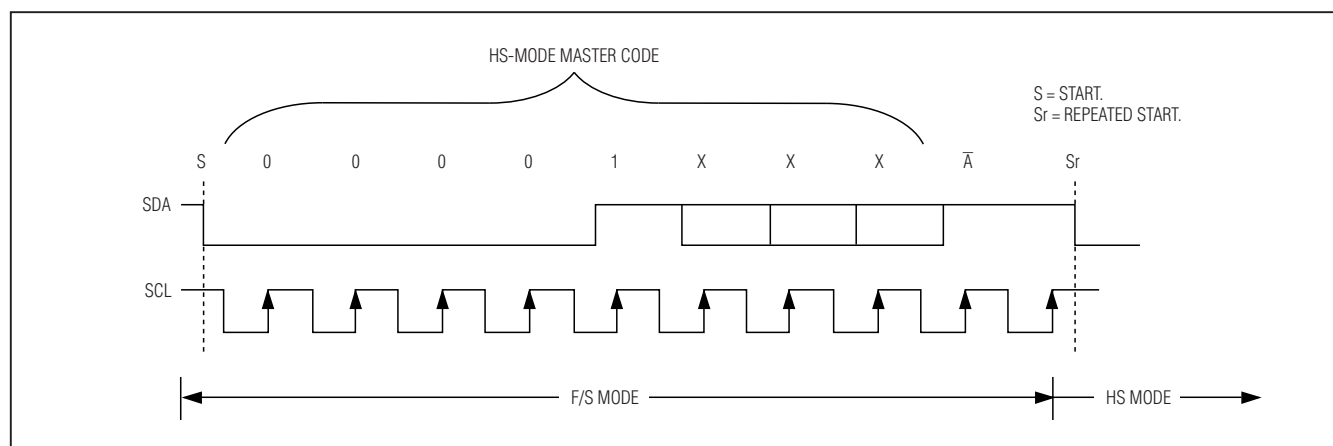 HS-MODE MASTER CODE
S = START.
Sr = REPEATED START.
S 0 0 0 0 1 X X X A̅ Sr
SDA
SCL
F/S MODE
HS MODE